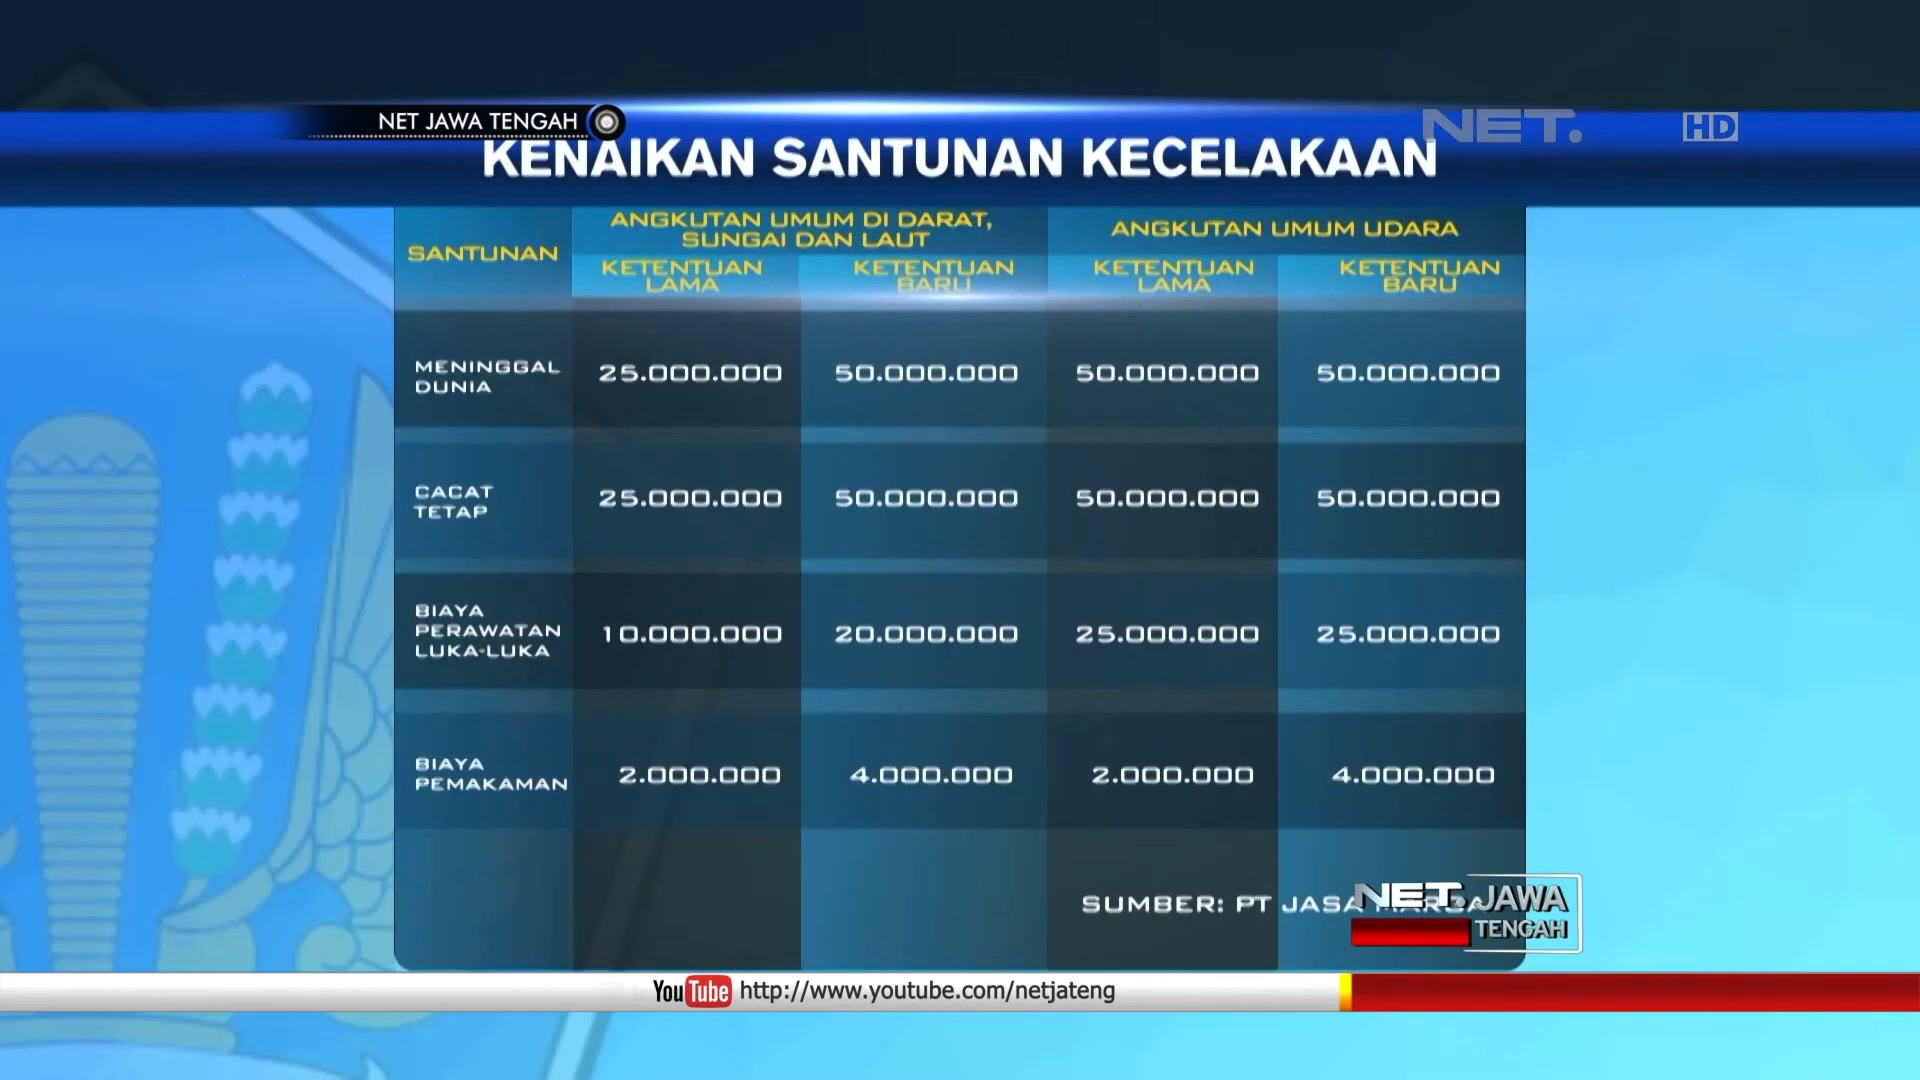 NET JAWA TENGAH
NET.
HD
KENAIKAN SANTUNAN KECELAKAAN
SANTUNAN
ANGKUTAN UMUM DI DARAT,
SUNGAI DAN LAUT
ANGKUTAN UMUM UDARA
KETENTUAN
LAMA
KETENTUAN
BARU
KETENTUAN
LAMA
KETENTUAN
BARU
MENINGGAL
DUNIA
25.000.000
50.000.000
50.000.000
50.000.000
CACAT
TETAP
25.000.000
50.000.000
50.000.000
50.000.000
BIAYA
PERAWATAN
LUKA-LUKA
10.000.000
20.000.000
25.000.000
25.000.000
BIAYA
PEMAKAMAN
2.000.000
4.000.000
2.000.000
4.000.000
SUMBER: PT JASA
NET. JAWA
TENGAH
YouTube http://www.youtube.com/netjateng